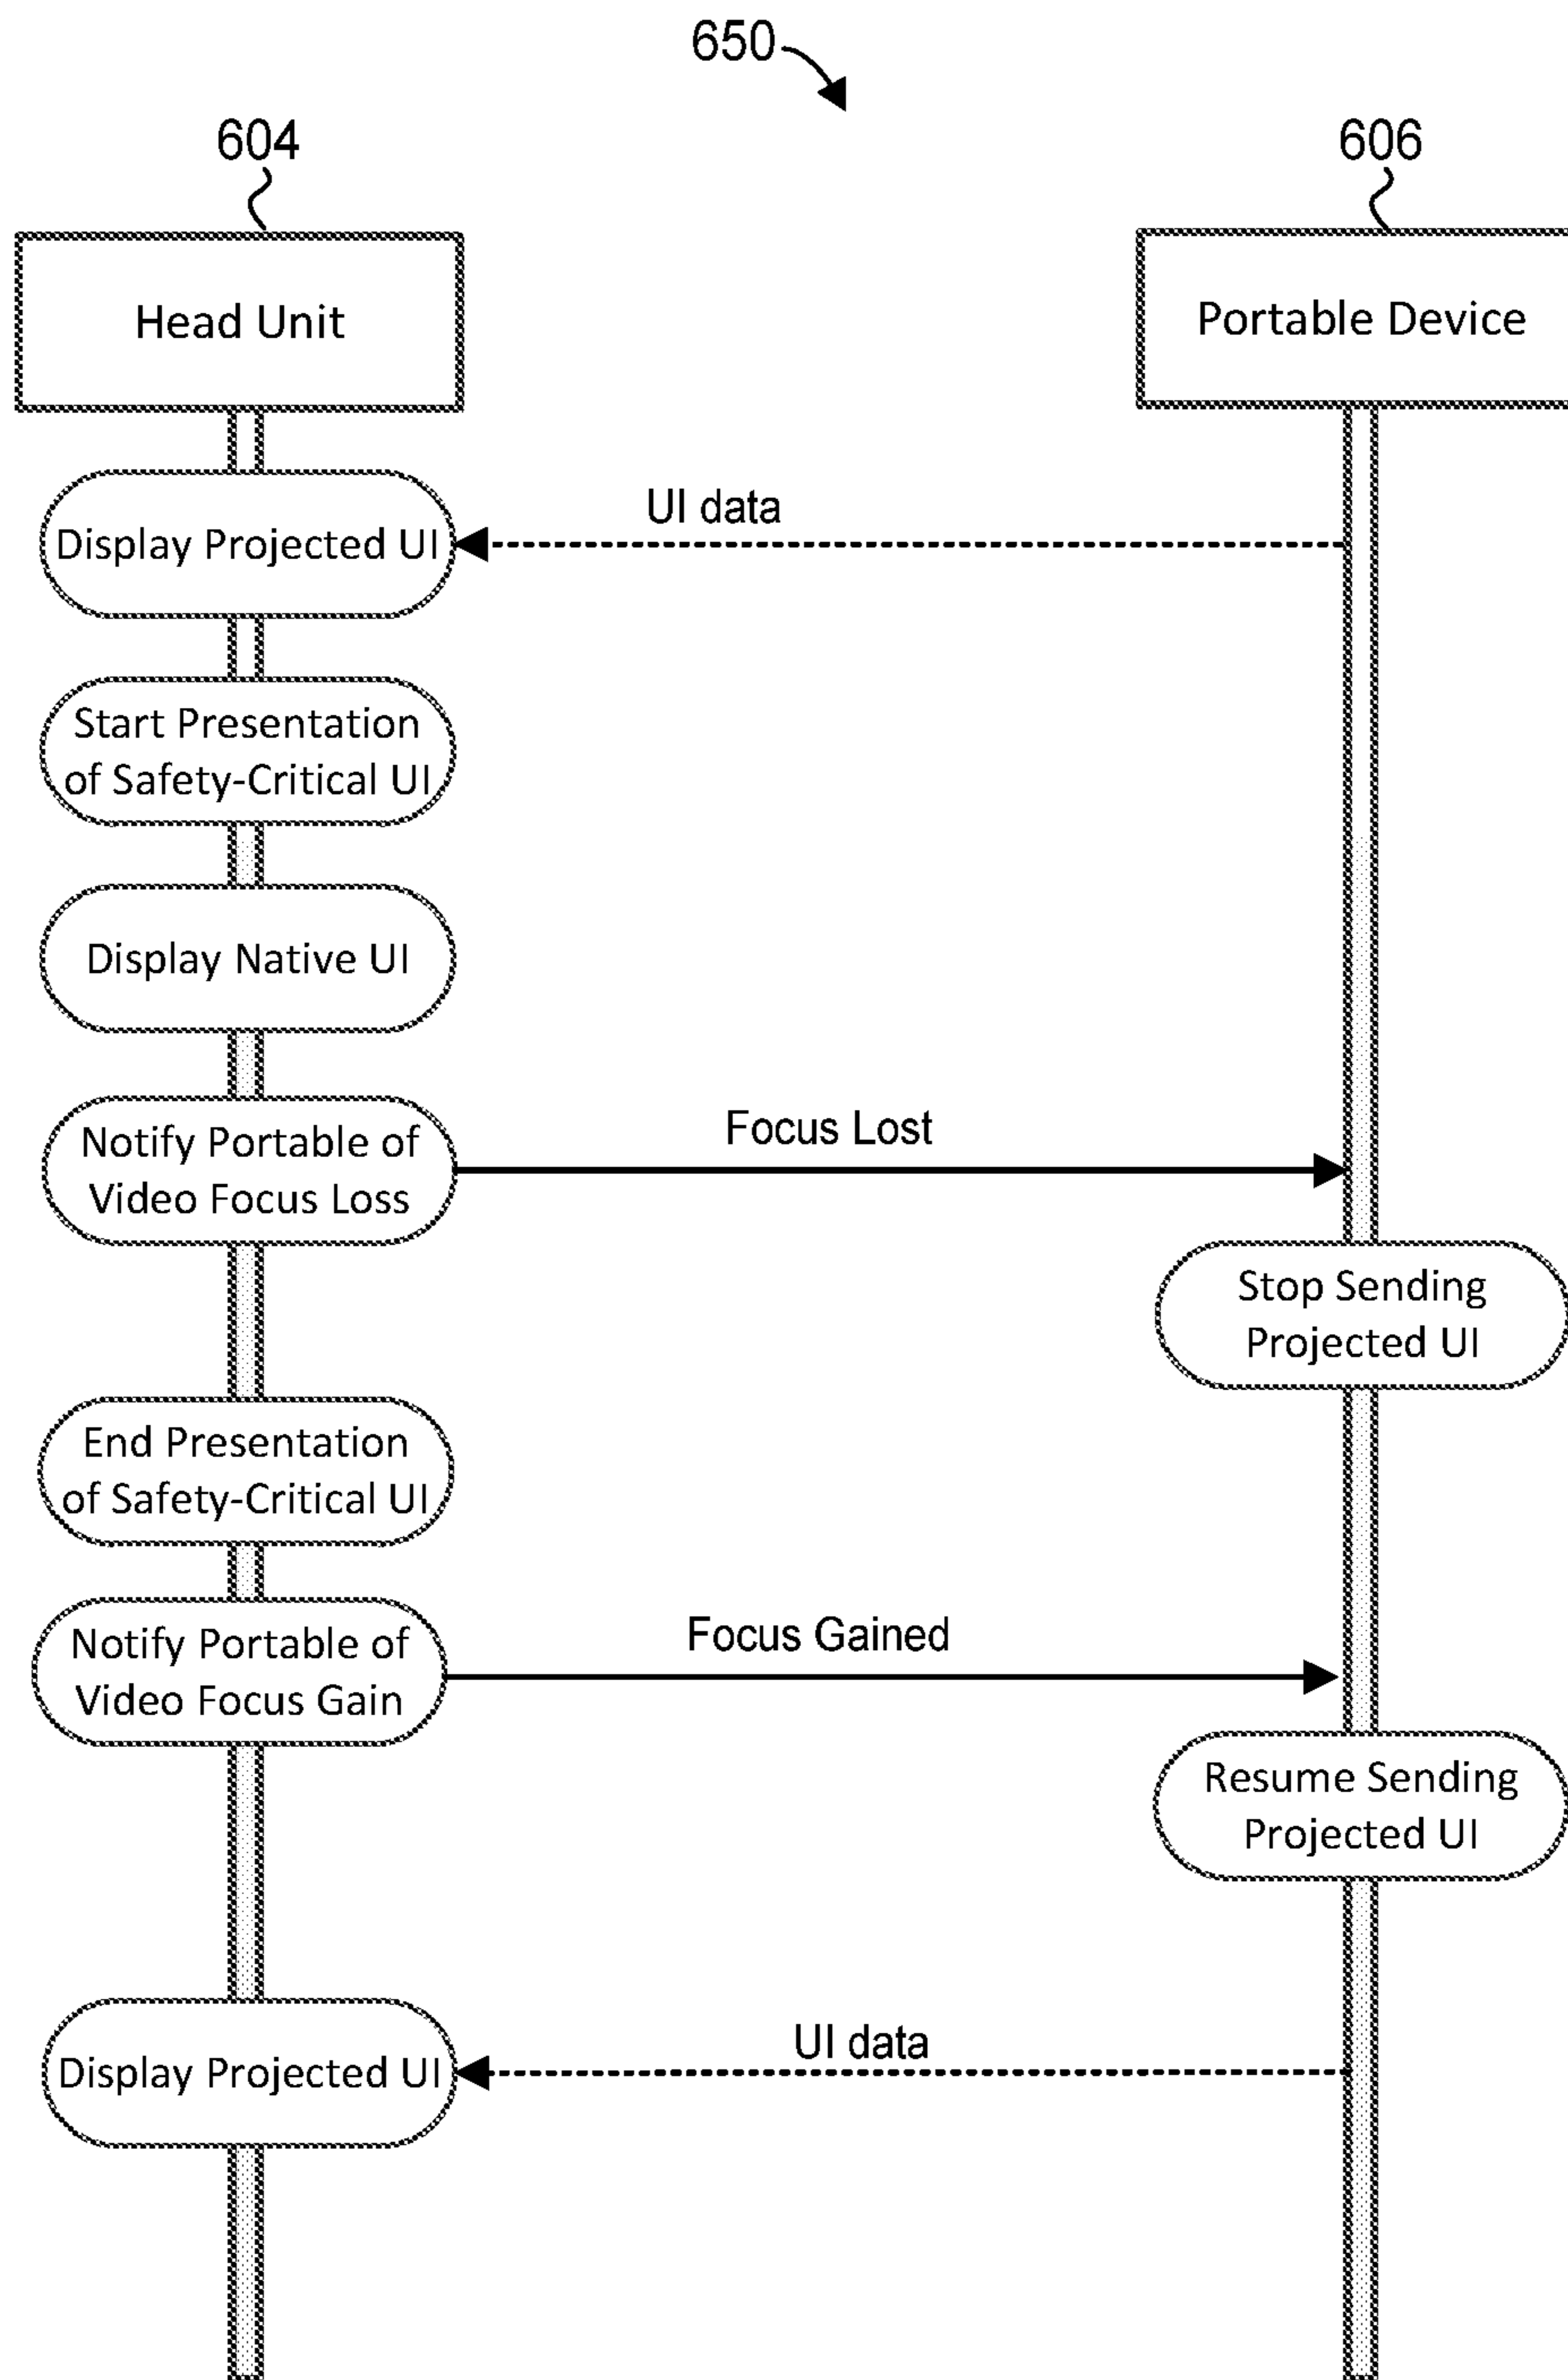 650
604
606
Head Unit
Portable Device
UI data
Display Projected UI
Start Presentation
of Safety-Critical UI
Display Native UI
Focus Lost
Notify Portable of
Video Focus Loss
Stop Sending
Projected UI
End Presentation
of Safety-Critical UI
Focus Gained
Notify Portable of
Video Focus Gain
Resume Sending
Projected UI
UI data
Display Projected UI